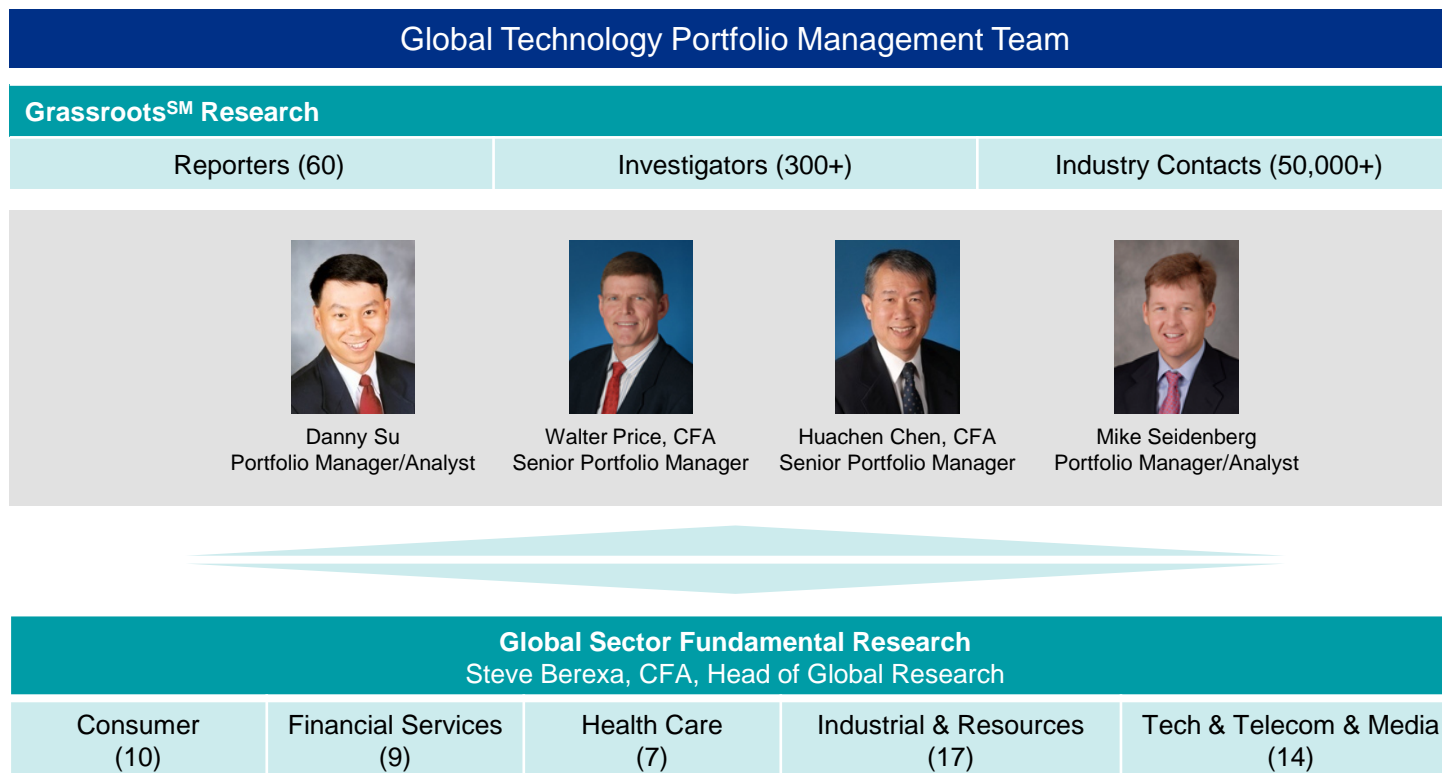 Global Technology Portfolio Management Team
Grassroots℠ Research
Reporters (60)
Investigators (300+)
Industry Contacts (50,000+)
Danny Su
Portfolio Manager/Analyst
Walter Price, CFA
Senior Portfolio Manager
Huachen Chen, CFA
Senior Portfolio Manager
Mike Seidenberg
Portfolio Manager/Analyst
Global Sector Fundamental Research
Steve Berexa, CFA, Head of Global Research
Consumer
(10)
Financial Services
(9)
Health Care
(7)
Industrial & Resources
(17)
Tech & Telecom & Media
(14)